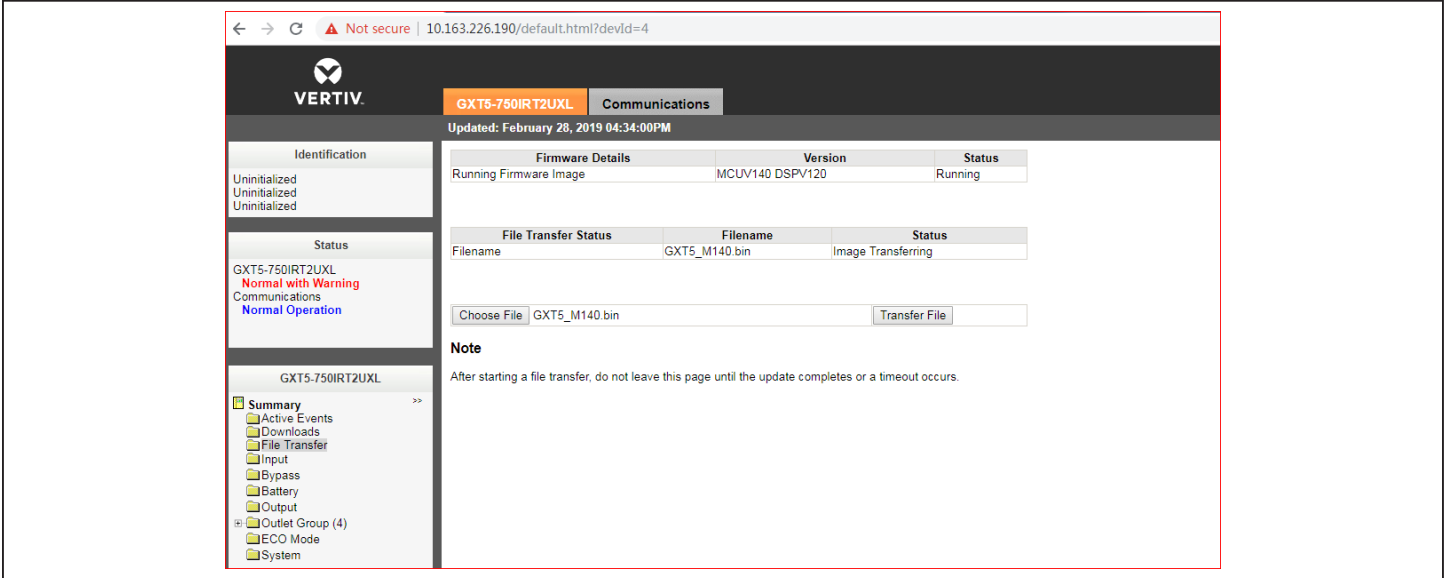 Not secure | 10.163.226.190/default.html?devId=4
VERTIV.
GXT5-750IRT2UXL Communications
Updated: February 28, 2019 04:34:00PM
Identification
Uninitialized
Uninitialized
Uninitialized
Status
GXT5-750IRT2UXL
Normal with Warning
Communications
Normal Operation
GXT5-750IRT2UXL
Summary >>
Active Events
Downloads
File Transfer
Input
Bypass
Battery
Output
Outlet Group (4)
ECO Mode
System
Firmware Details Version Status
Running Firmware Image MCUV140 DSPV120 Running
File Transfer Status Filename Status
Filename GXT5_M140.bin Image Transferring
Choose File GXT5_M140.bin Transfer File
Note
After starting a file transfer, do not leave this page until the update completes or a timeout occurs.